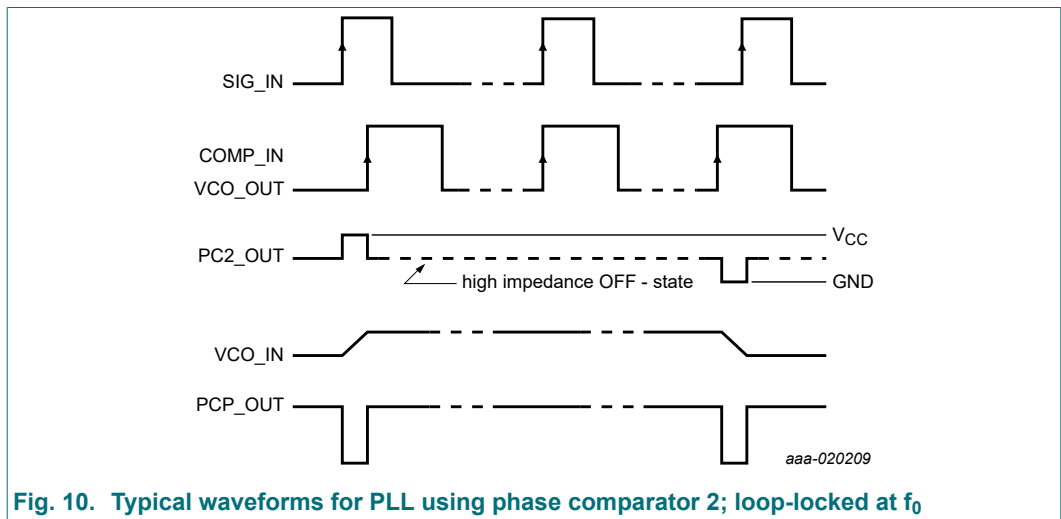 SIG_IN
COMP_IN
VCO_OUT
PC2_OUT
V_CC
high impedance OFF - state
GND
VCO_IN
PCP_OUT
aaa-020209
Fig. 10. Typical waveforms for PLL using phase comparator 2; loop-locked at f₀